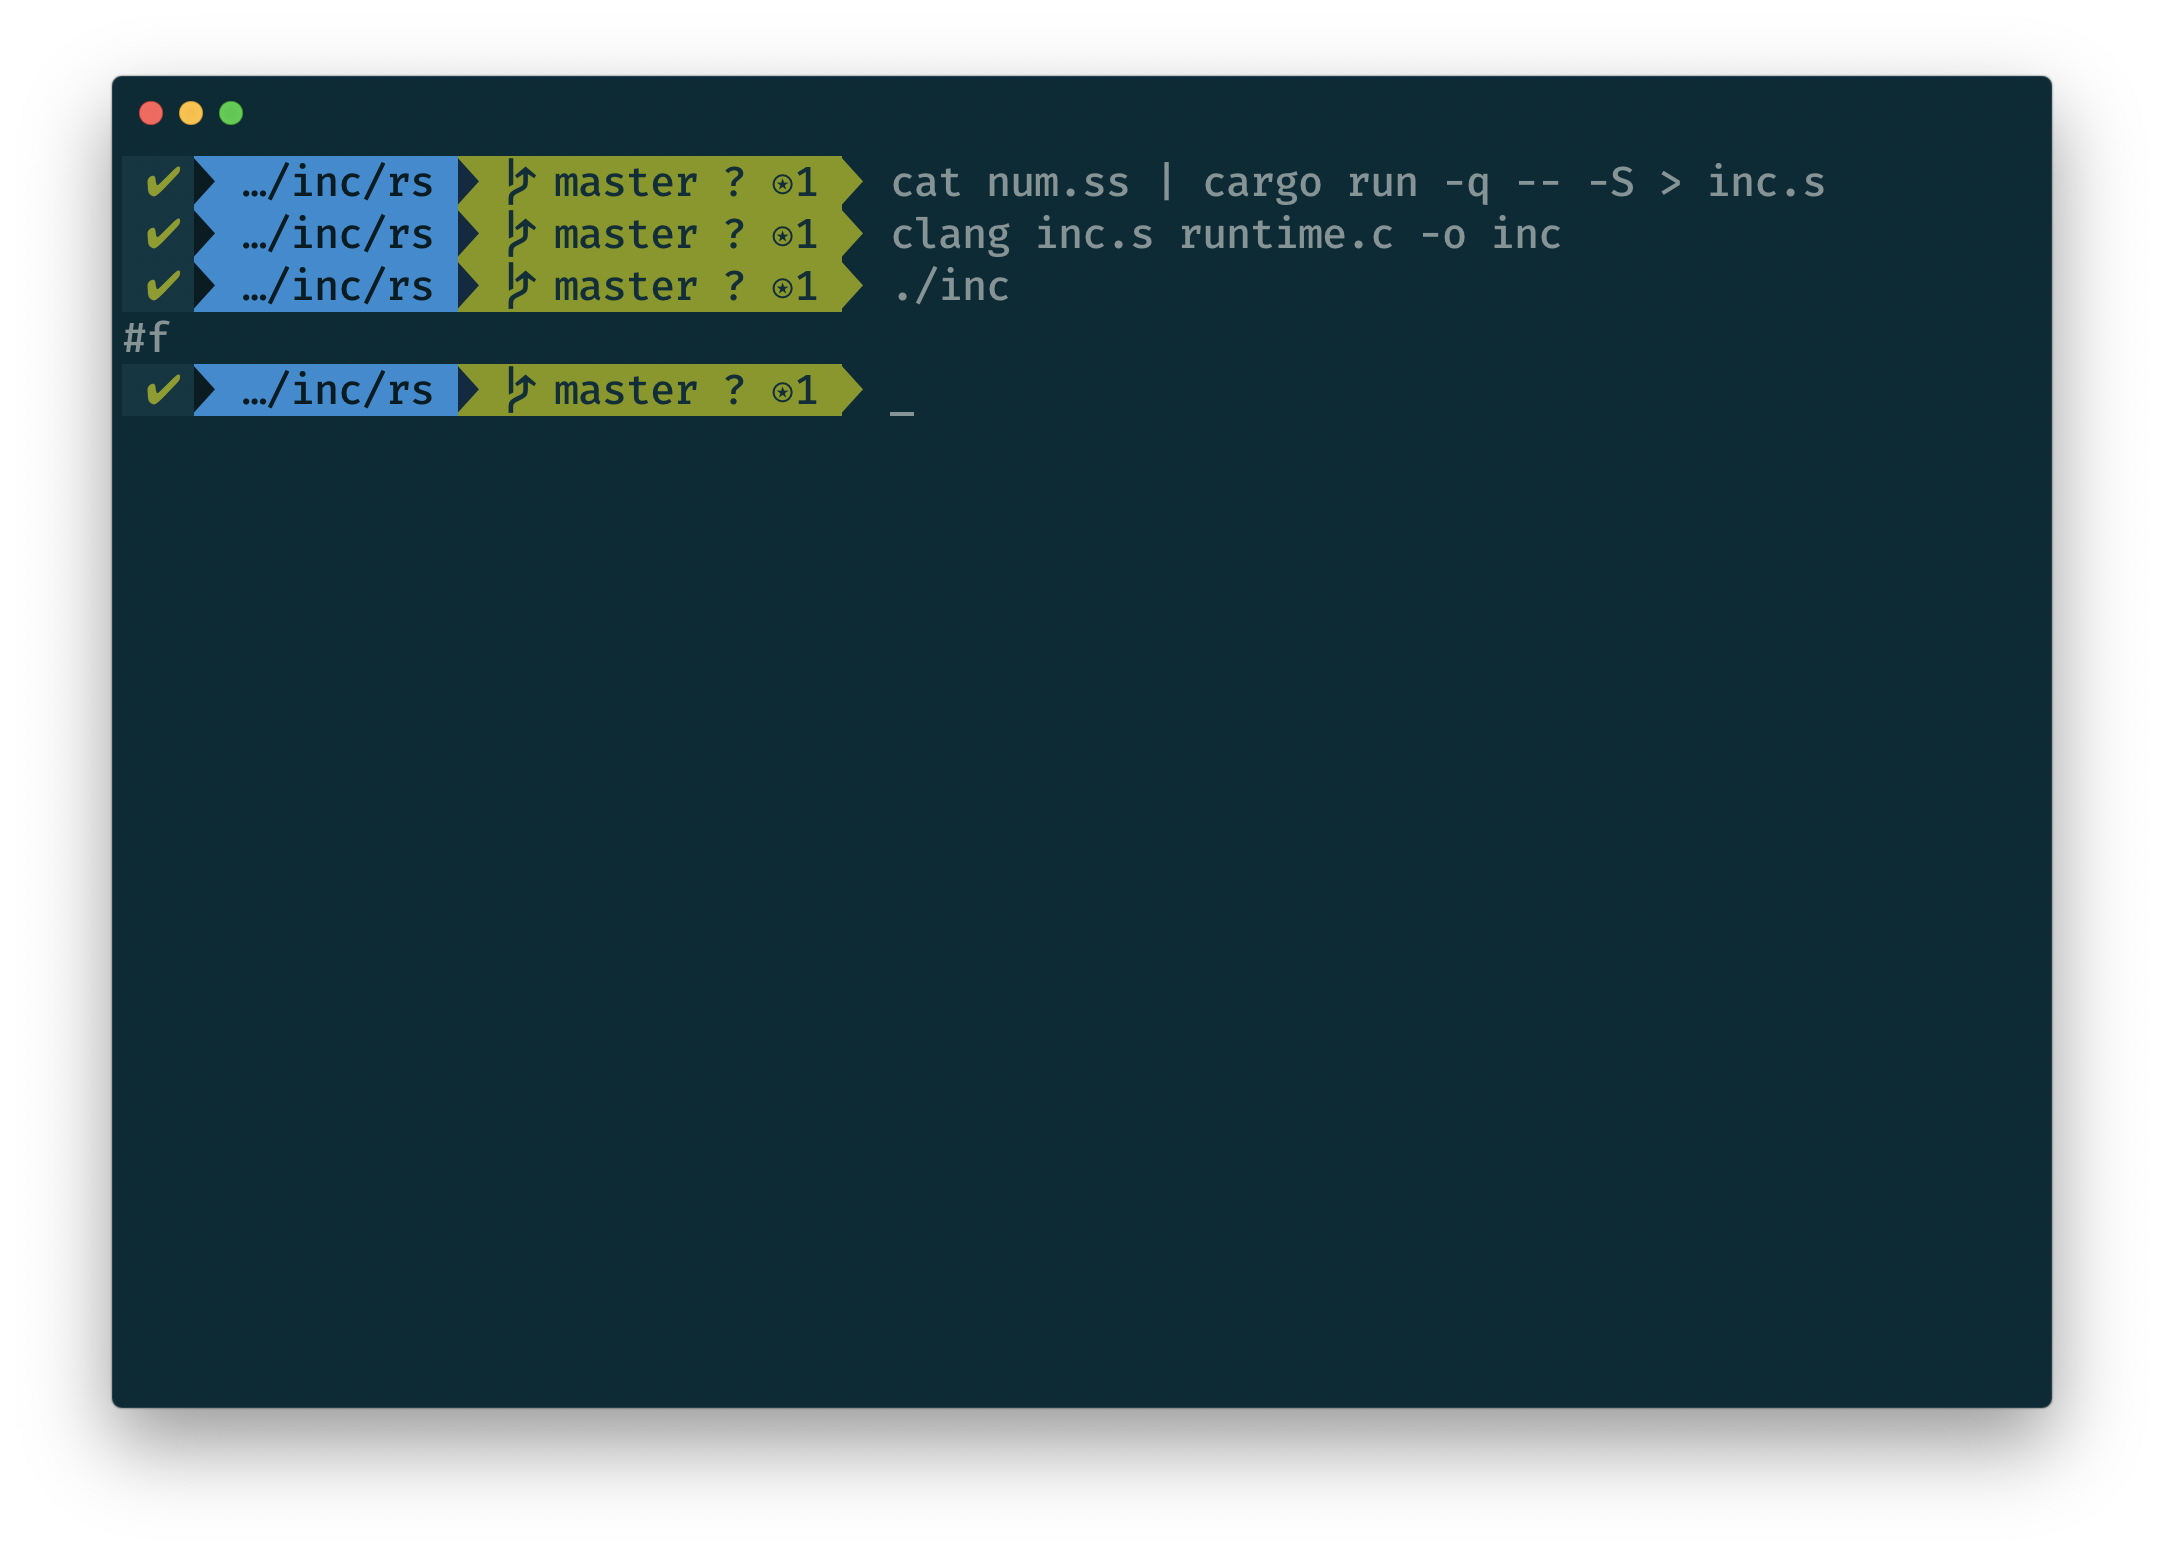 ✔ …/inc/rs master ? ⍟1 cat num.ss | cargo run -q -- -S > inc.s
✔ …/inc/rs master ? ⍟1 clang inc.s runtime.c -o inc
✔ …/inc/rs master ? ⍟1 ./inc
#f
✔ …/inc/rs master ? ⍟1 _